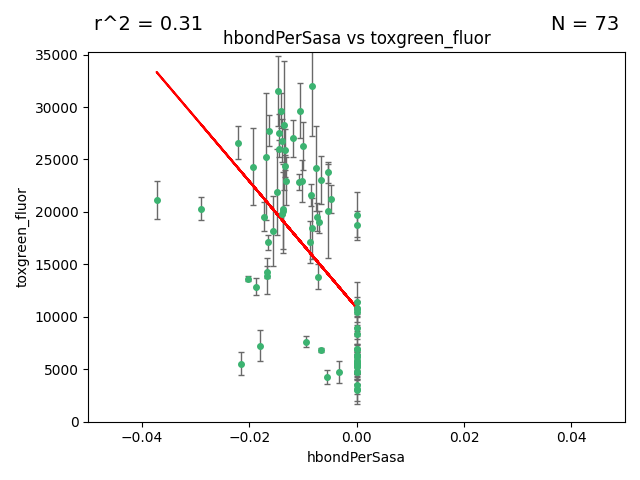 r^2 = 0.31
N = 73
hbondPerSasa vs toxgreen_fluor
35000
30000
25000
20000
15000
10000
5000
0
toxgreen_fluor
−0.04
−0.02
0.00
0.02
0.04
hbondPerSasa